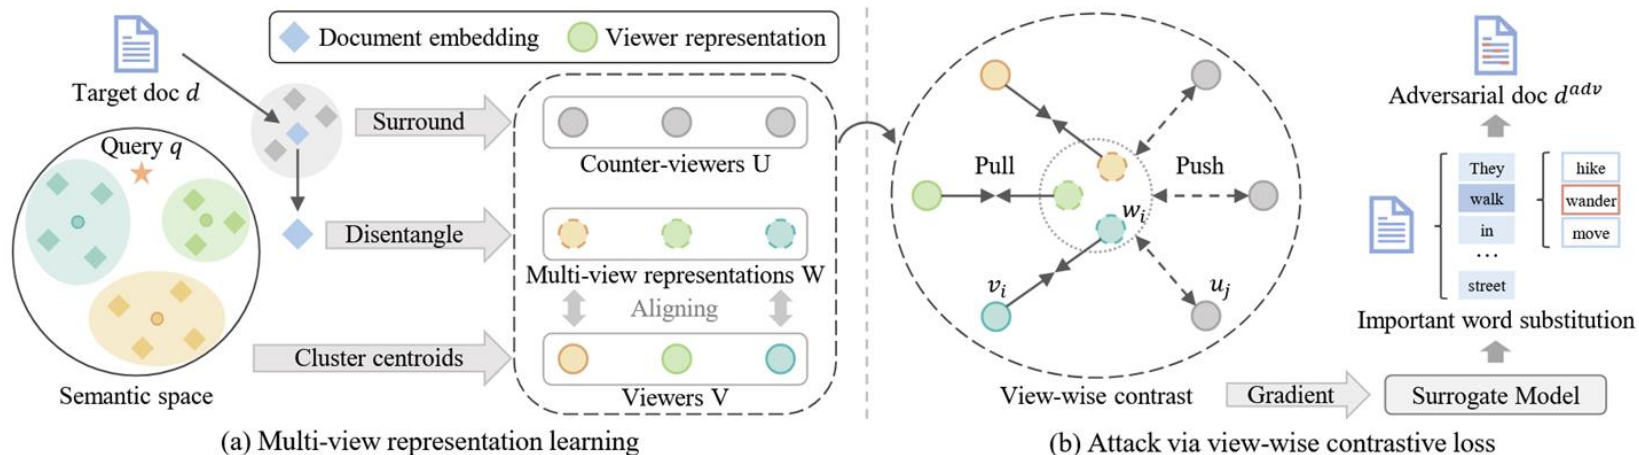 Document embedding
Viewer representation
Target doc d
Query q
Semantic space
Surround
Disentangle
Cluster centroids
Counter-viewers U
Multi-view representations W
Aligning
Viewers V
(a) Multi-view representation learning
Pull
Push
w_i
v_i
u_j
View-wise contrast
Gradient
Adversarial doc d^{adv}
They
walk
in
...
street
hike
wander
move
Important word substitution
Surrogate Model
(b) Attack via view-wise contrastive loss